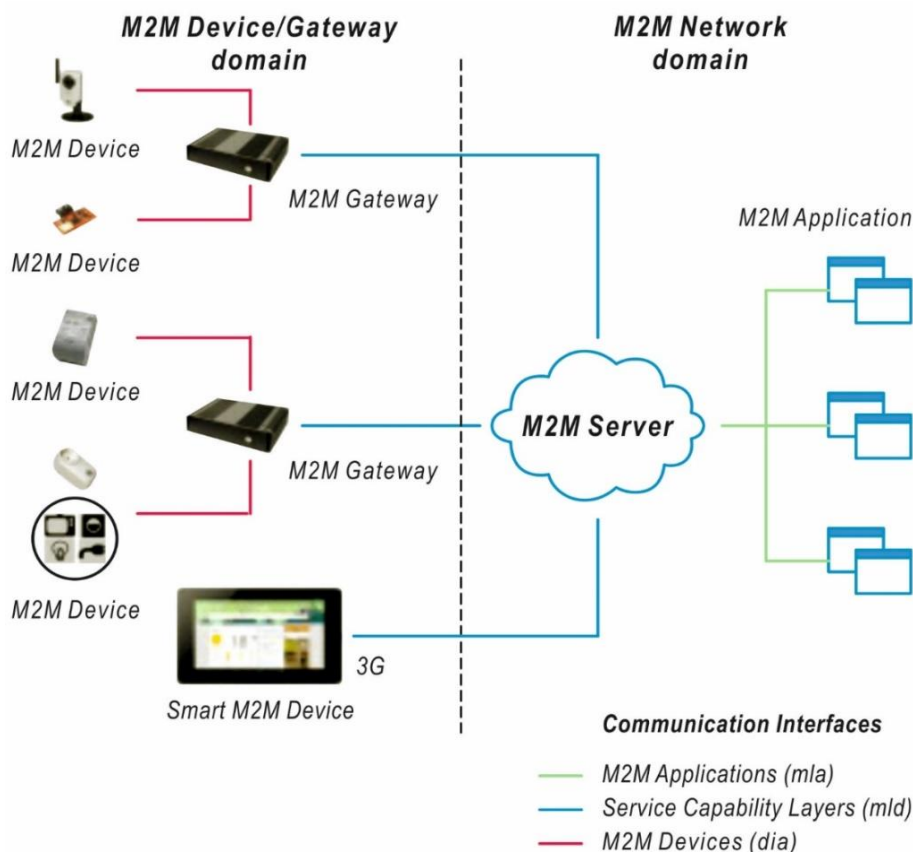 M2M Device/Gateway
domain
M2M Network
domain
M2M Device
M2M Gateway
M2M Device
M2M Application
M2M Device
M2M Server
M2M Gateway
M2M Device
3G
Smart M2M Device
Communication Interfaces
M2M Applications (mla)
Service Capability Layers (mld)
M2M Devices (dia)